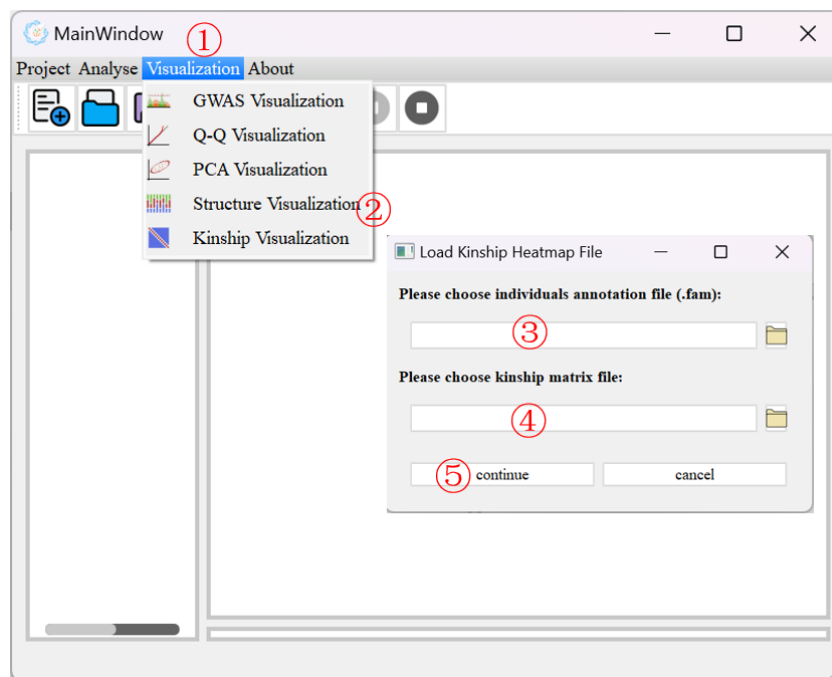 MainWindow
①
Project Analyse Visualization About
GWAS Visualization
Q-Q Visualization
PCA Visualization
Structure Visualization
②
Kinship Visualization
Load Kinship Heatmap File
Please choose individuals annotation file (.fam):
③
Please choose kinship matrix file:
④
⑤ continue cancel